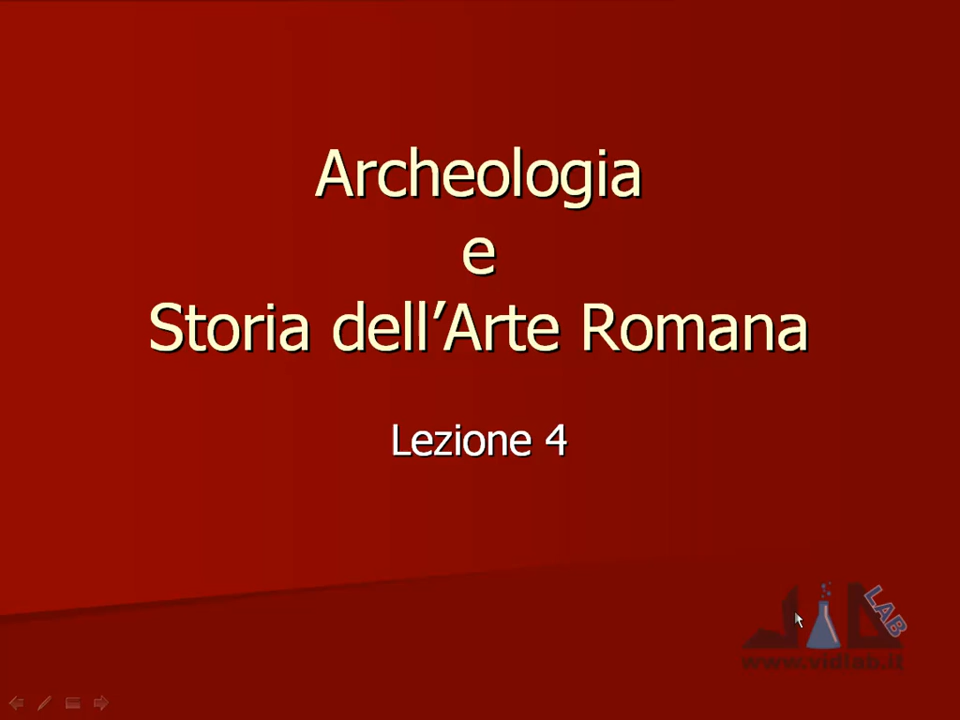 Archeologia
e
Storia dell’Arte Romana
Lezione 4
LAB
www.vidlab.it